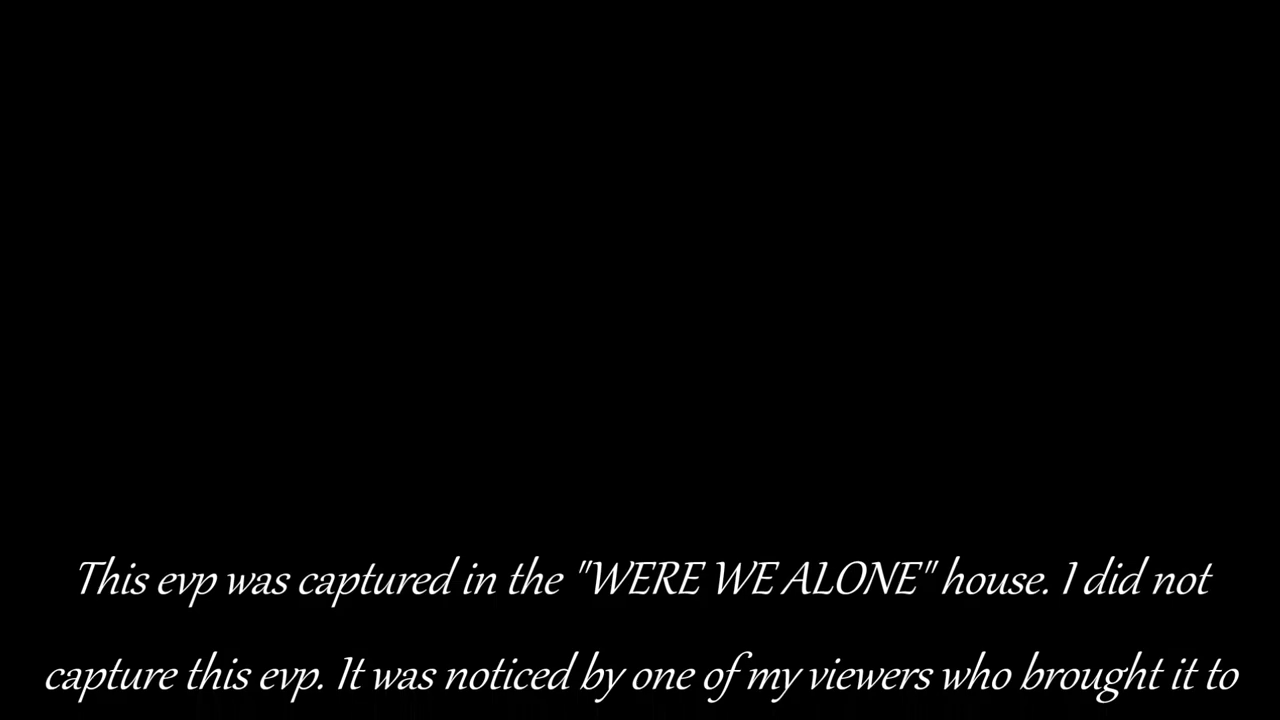 This evp was captured in the "WERE WE ALONE" house. I did not
capture this evp. It was noticed by one of my viewers who brought it to